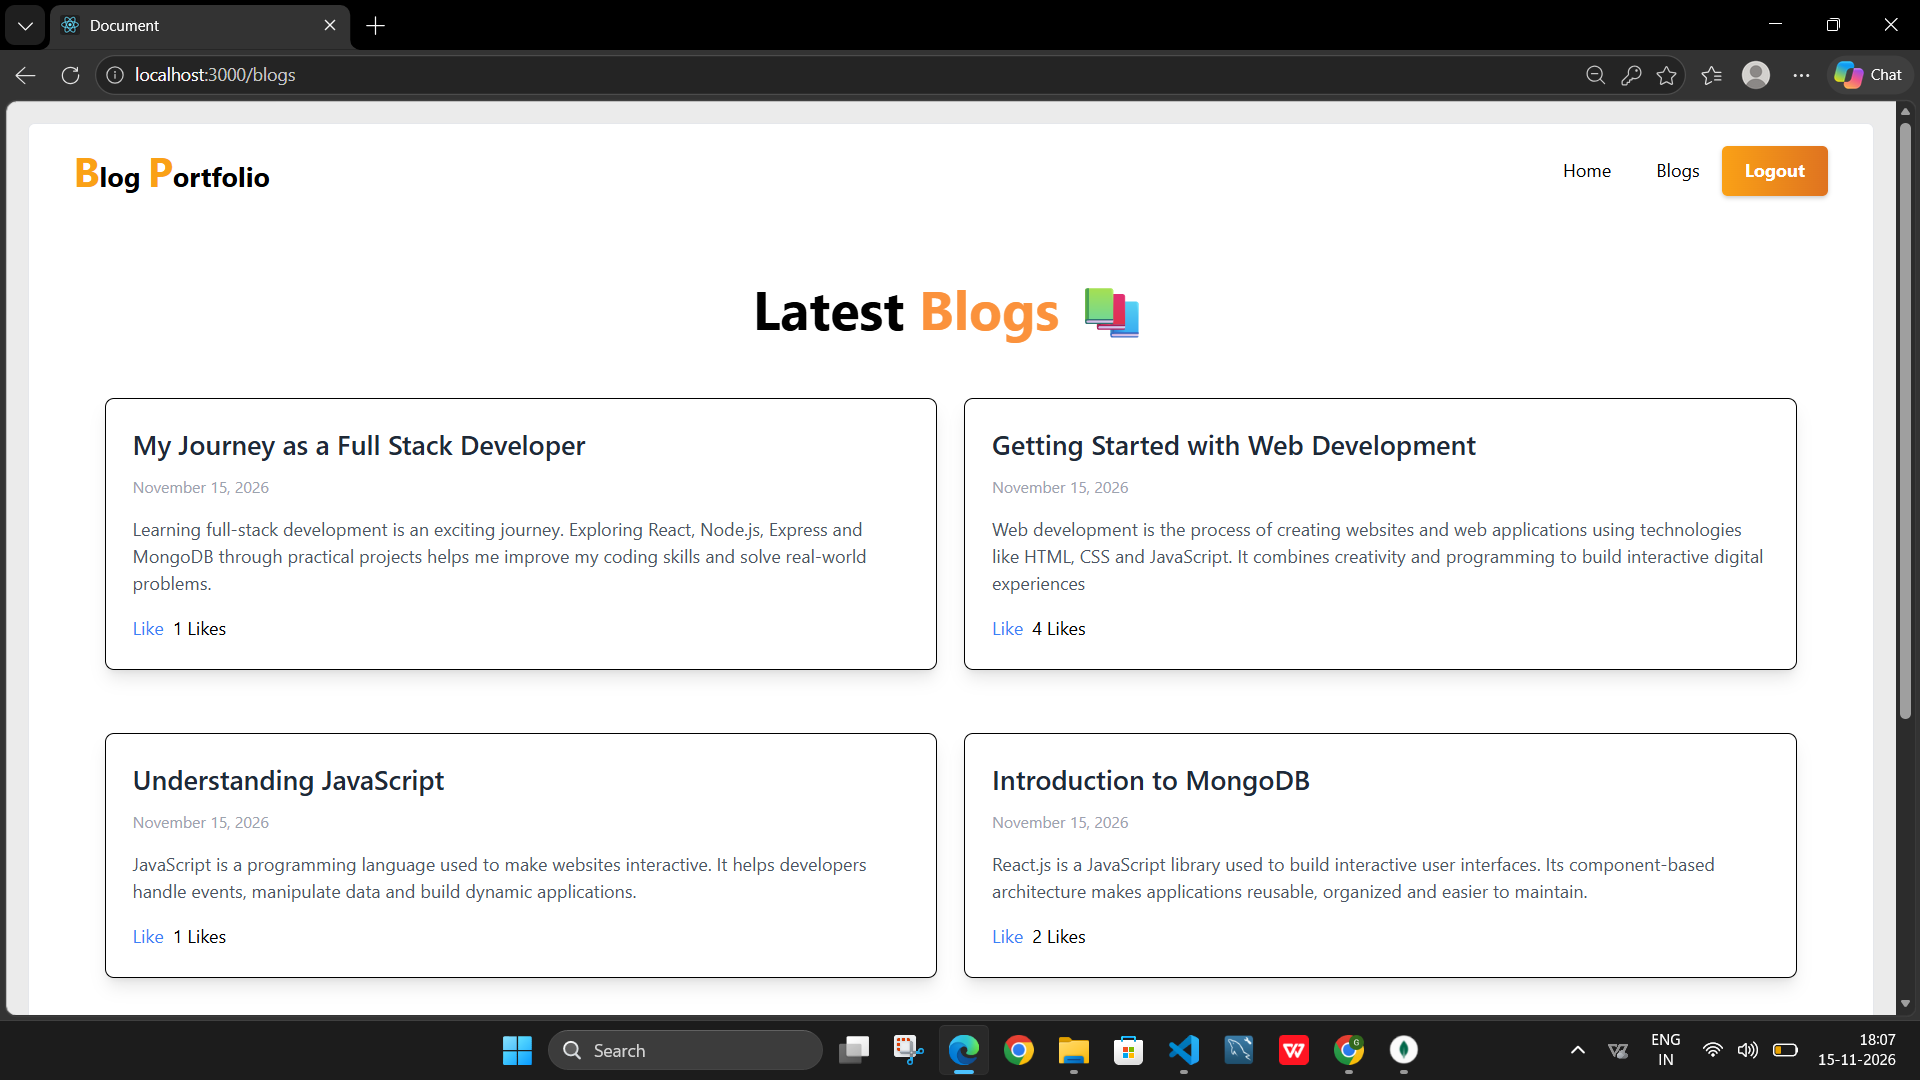 Document
localhost:3000/blogs
Chat
Blog Portfolio
Home
Blogs
Logout
Latest Blogs
My Journey as a Full Stack Developer
November 15, 2026
Learning full-stack development is an exciting journey. Exploring React, Node.js, Express and
MongoDB through practical projects helps me improve my coding skills and solve real-world
problems.
Like 1 Likes
Getting Started with Web Development
November 15, 2026
Web development is the process of creating websites and web applications using technologies
like HTML, CSS and JavaScript. It combines creativity and programming to build interactive digital
experiences
Like 4 Likes
Understanding JavaScript
November 15, 2026
JavaScript is a programming language used to make websites interactive. It helps developers
handle events, manipulate data and build dynamic applications.
Like 1 Likes
Introduction to MongoDB
November 15, 2026
React.js is a JavaScript library used to build interactive user interfaces. Its component-based
architecture makes applications reusable, organized and easier to maintain.
Like 2 Likes
Search
ENG
IN
18:07
15-11-2026